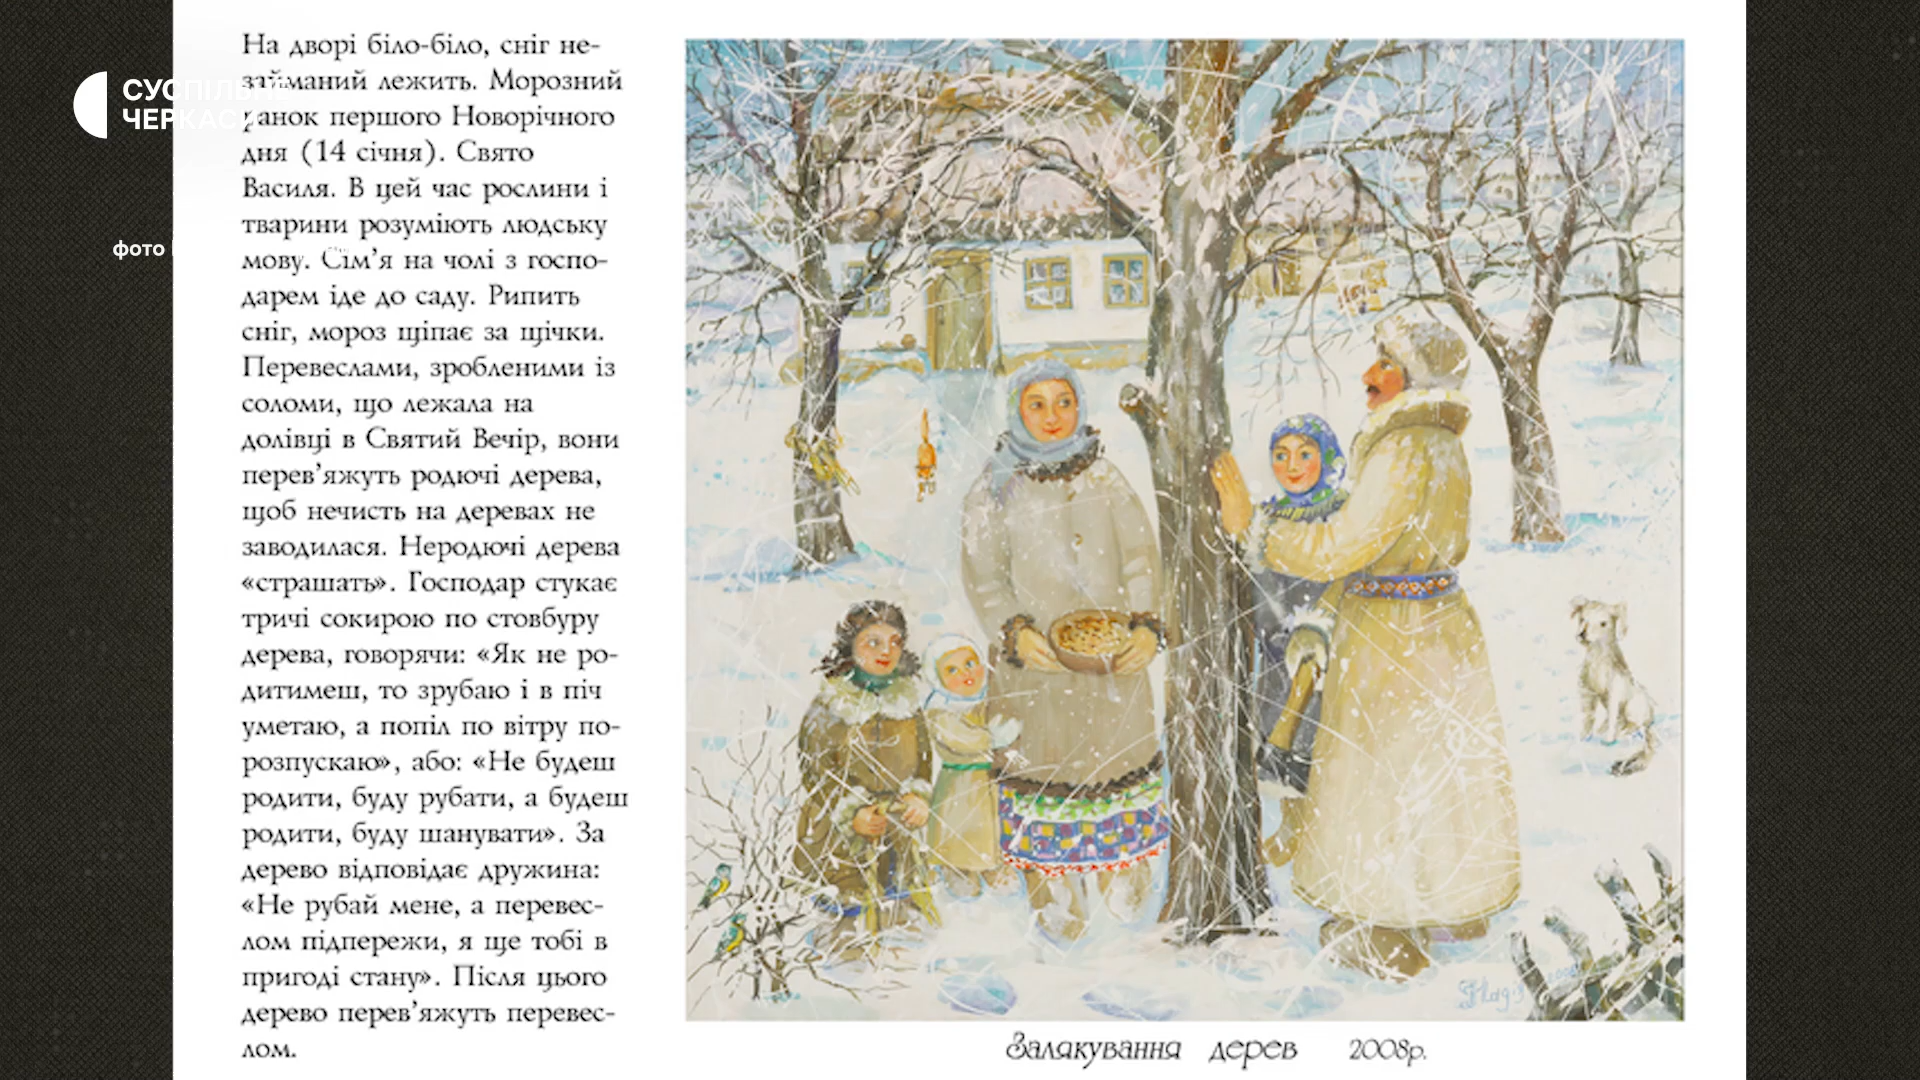 СУСПІЛЬНЕ
ЧЕРКАСИ
фото
На дворі біло-біло, сніг не-
займаний лежить. Морозний
ранок першого Новорічного
дня (14 січня). Свято
Василя. В цей час рослини і
тварини розуміють людську
мову. Сім’я на чолі з госпо-
дарем іде до саду. Рипить
сніг, мороз щіпає за щічки.
Перевеслами, зробленими із
соломи, що лежала на
долівці в Святий Вечір, вони
перев’яжуть родючі дерева,
щоб нечисть на деревах не
заводилася. Неродючі дерева
«страшать». Господар стукає
тричі сокирою по стовбуру
дерева, говорячи: «Як не ро-
дитимеш, то зрубаю і в піч
уметаю, а попіл по вітру по-
розпускаю», або: «Не будеш
родити, буду рубати, а будеш
родити, буду шанувати». За
дерево відповідає дружина:
«Не рубай мене, а перевес-
лом підпережи, я ще тобі в
пригоді стану». Після цього
дерево перев’яжуть перевес-
лом.
Залякування дерев 2008р.